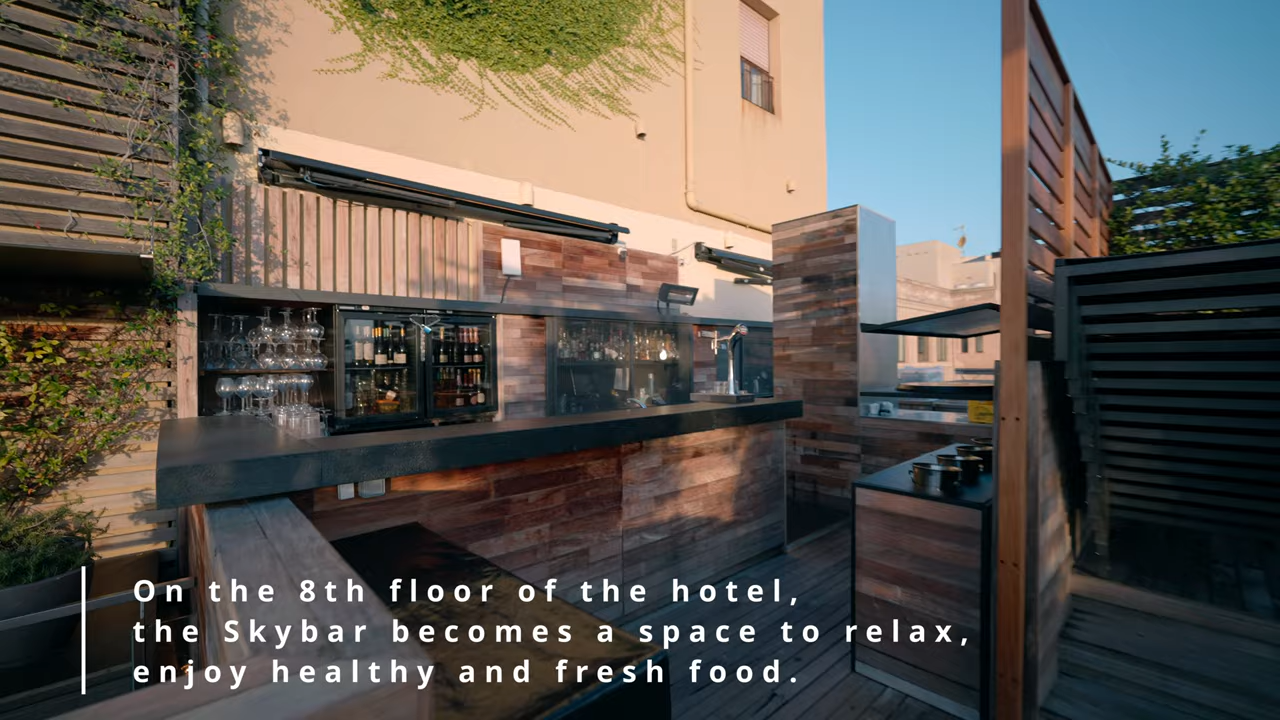 On the 8th floor of the hotel,
the Skybar becomes a space to relax,
enjoy healthy and fresh food.